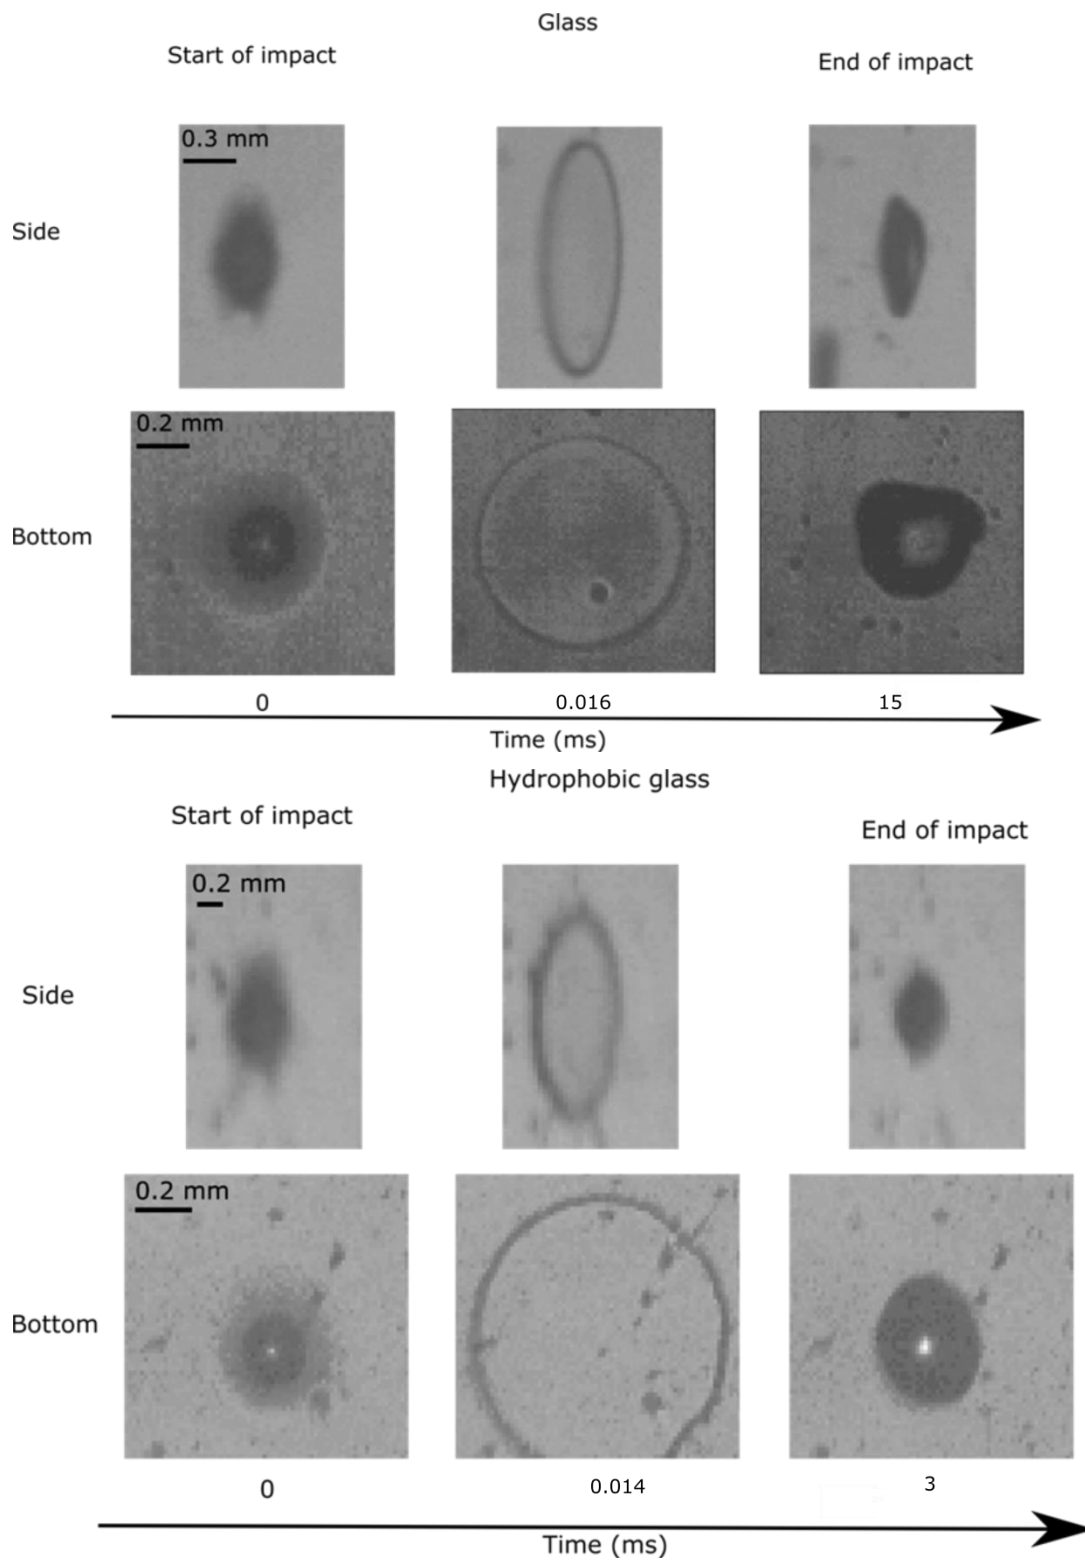 Glass
Start of impact
End of impact
0.3 mm
Side
0.2 mm
Bottom
0
0.016
15
Time (ms)
Hydrophobic glass
Start of impact
End of impact
0.2 mm
Side
0.2 mm
Bottom
0
0.014
3
Time (ms)